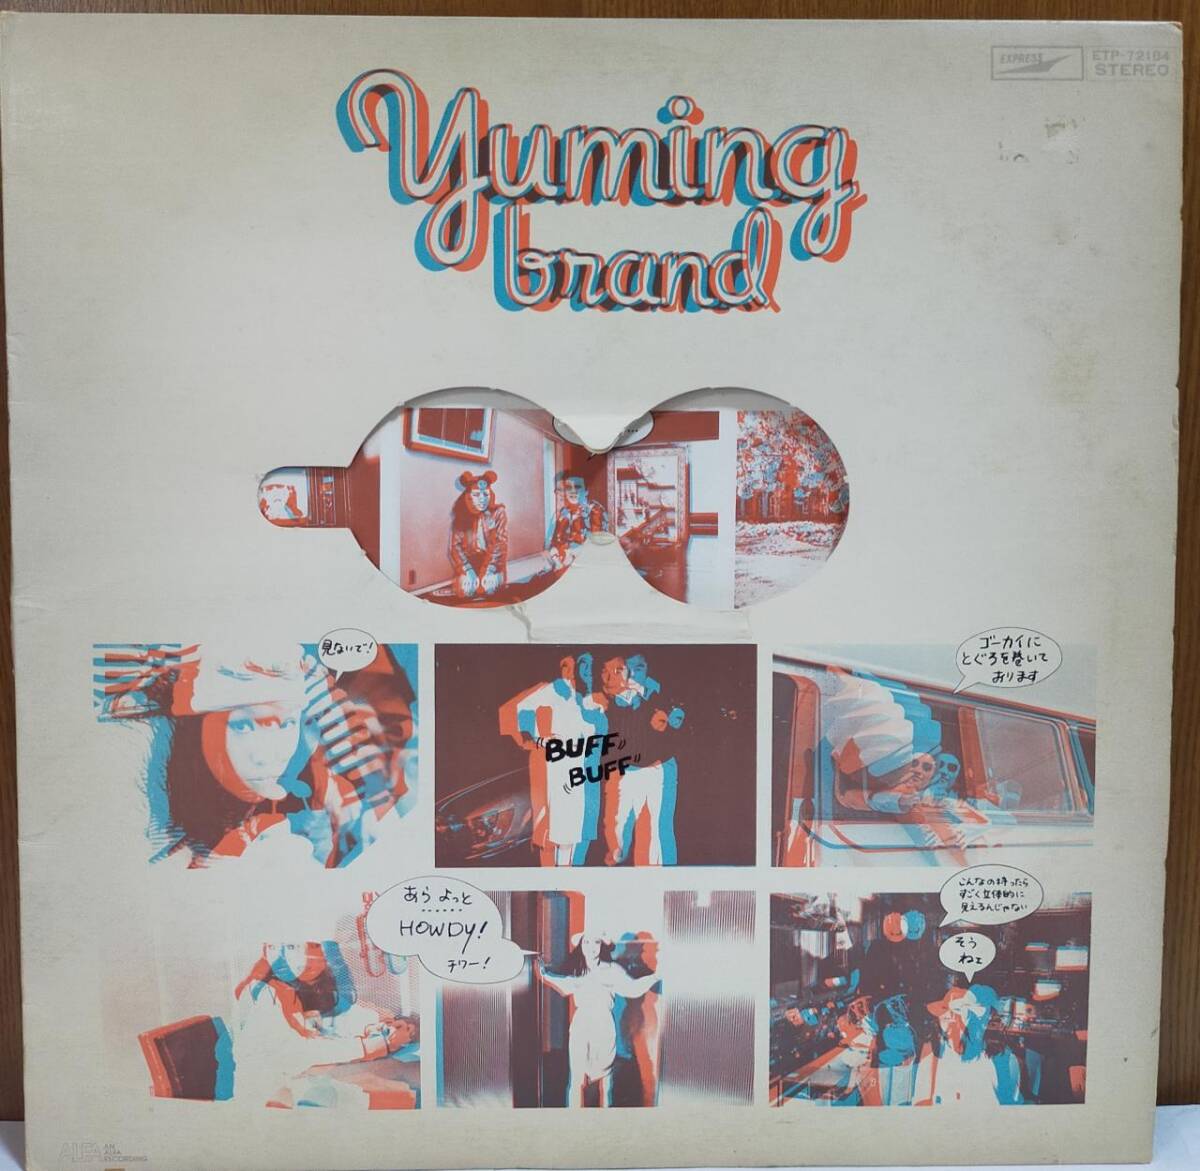 EXPRESS
ETP-72184
STEREO
Yuming
brand
見ないで!
"BUFF"
"BUFF"
ゴーカイに
とぐろを巻いて
おります
あら よっと
......
HOWDY!
チワー!
こんなの持ったら
すごく立体的に
見えるんじゃない
そう
ねェ
ALFA
AN
ALFA
RECORDING